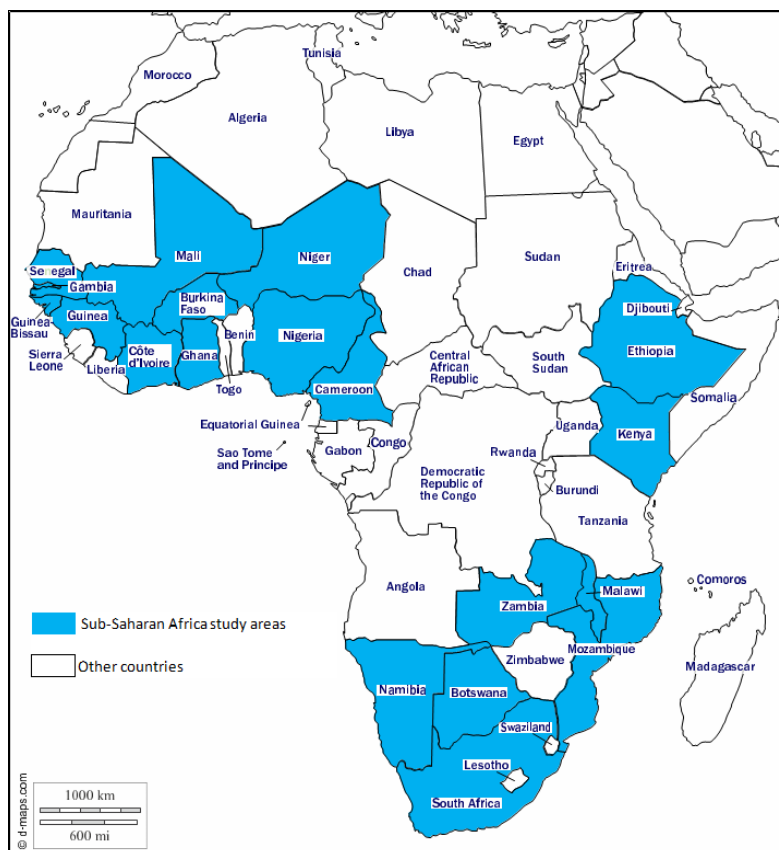 Tunisia
Morocco
Algeria
Libya
Egypt
Mauritania
Mali
Niger
Chad
Sudan
Eritrea
Senegal
Gambia
Guinea-
Bissau
Guinea
Sierra
Leone
Liberia
Côte
d'Ivoire
Burkina
Faso
Ghana
Togo
Benin
Nigeria
Cameroon
Central
African
Republic
South
Sudan
Djibouti
Ethiopia
Somalia
Equatorial Guinea
Sao Tome
and Principe
Gabon
Congo
Democratic
Republic of
the Congo
Uganda
Kenya
Rwanda
Burundi
Tanzania
Angola
Zambia
Malawi
Comoros
Mozambique
Zimbabwe
Madagascar
Namibia
Botswana
Swaziland
Lesotho
South Africa
Sub-Saharan Africa study areas
Other countries
1000 km
600 mi
© d-maps.com